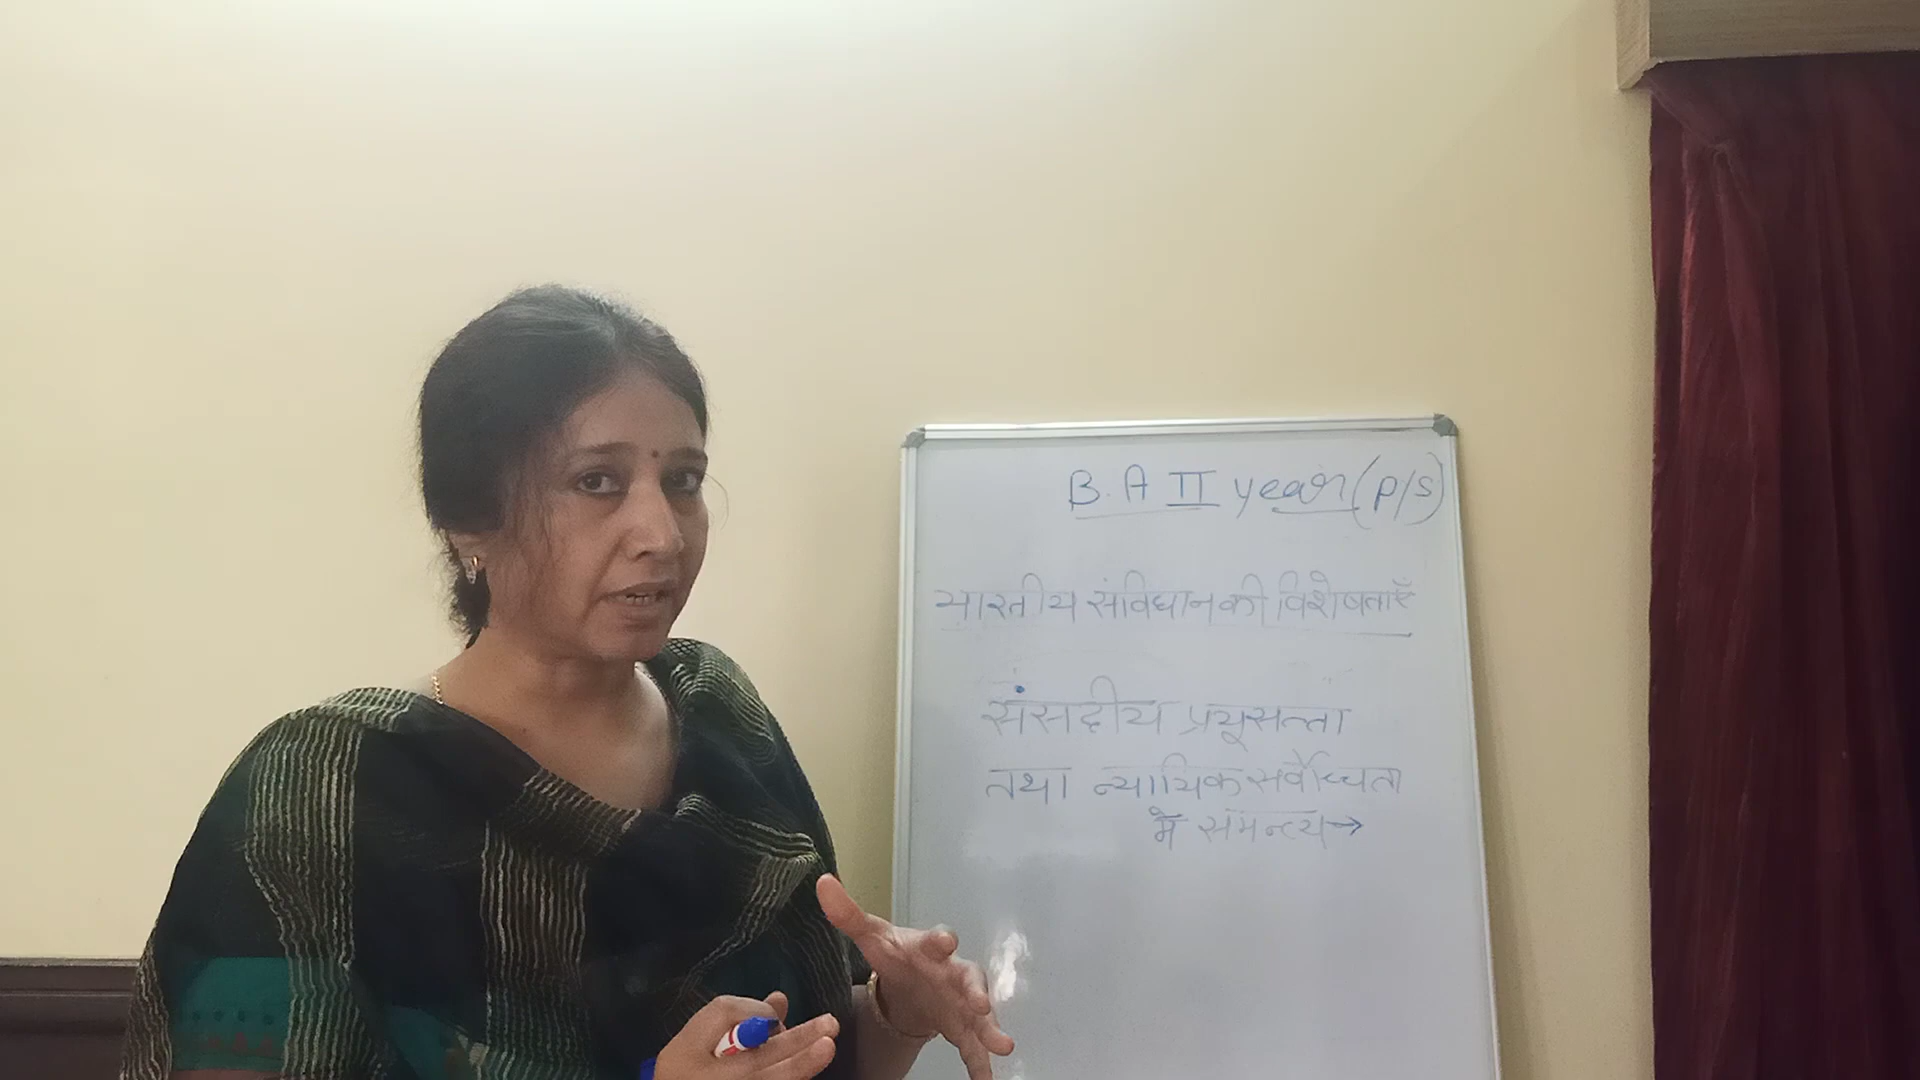 B.A II year (P/S)
भारतीय संविधान की विशेषताएँ
संसदीय प्रभूसत्ता
तथा न्यायिक सर्वोच्चता
में समन्वय→